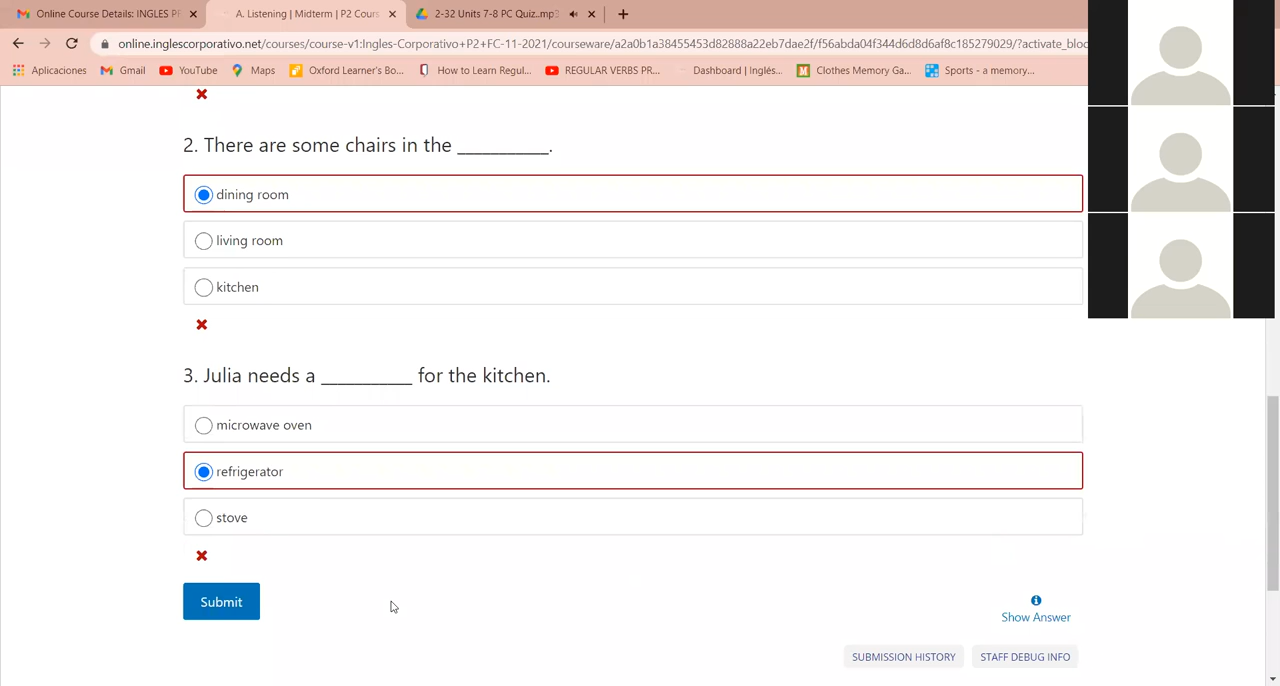 Online Course Details: INGLES PR
A. Listening | Midterm | P2 Cours
2-32 Units 7-8 PC Quiz..mp3
online.inglescorporativo.net/courses/course-v1:Ingles-Corporativo+P2+FC-11-2021/courseware/a2a0b1a38455453d82888a22eb7dae2f/f56abda04f344d6d8d6af8c185279029/?activate_bloc
Aplicaciones
Gmail
YouTube
Maps
Oxford Learner's Bo...
How to Learn Regul...
REGULAR VERBS PR...
Dashboard | Inglés...
Clothes Memory Ga...
Sports - a memory...
2. There are some chairs in the ___________.
dining room
living room
kitchen
3. Julia needs a ___________ for the kitchen.
microwave oven
refrigerator
stove
Submit
Show Answer
SUBMISSION HISTORY
STAFF DEBUG INFO